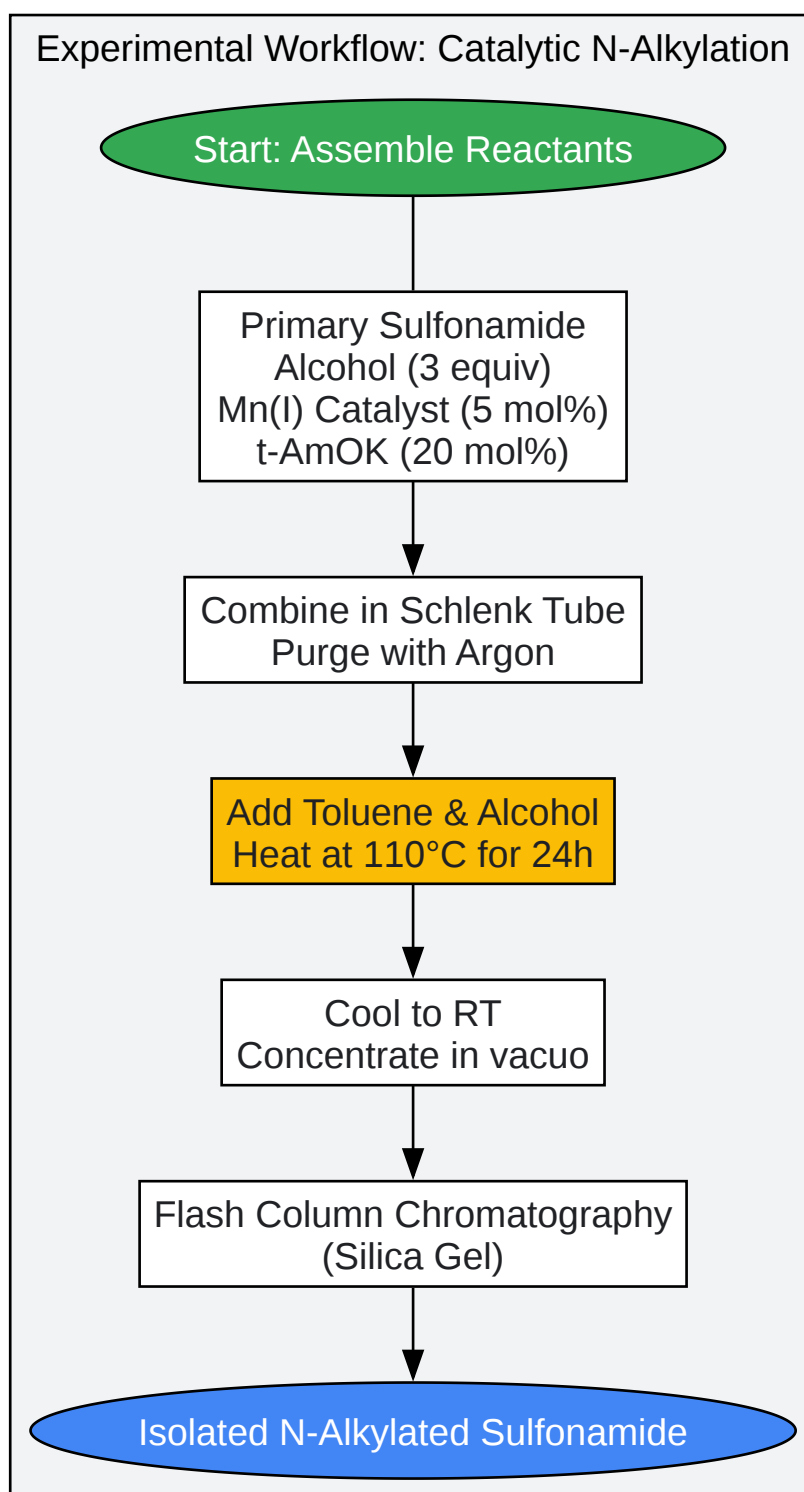 Experimental Workflow: Catalytic N-Alkylation
Start: Assemble Reactants
Primary Sulfonamide
Alcohol (3 equiv)
Mn(I) Catalyst (5 mol%)
t-AmOK (20 mol%)
Combine in Schlenk Tube
Purge with Argon
Add Toluene & Alcohol
Heat at 110°C for 24h
Cool to RT
Concentrate in vacuo
Flash Column Chromatography
(Silica Gel)
Isolated N-Alkylated Sulfonamide